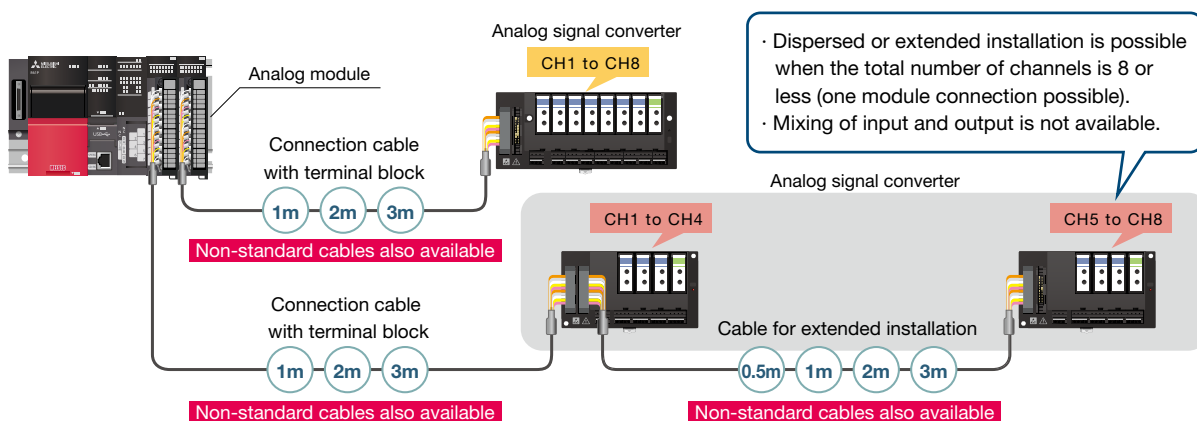 Analog signal converter
CH1 to CH8
· Dispersed or extended installation is possible
when the total number of channels is 8 or
less (one module connection possible).
· Mixing of input and output is not available.
MITSUBISHI
ELECTRIC
Analog module
Connection cable
with terminal block
1m 2m 3m
Non-standard cables also available
Analog signal converter
CH1 to CH4
CH5 to CH8
Connection cable
with terminal block
1m 2m 3m
Non-standard cables also available
Cable for extended installation
0.5m 1m 2m 3m
Non-standard cables also available